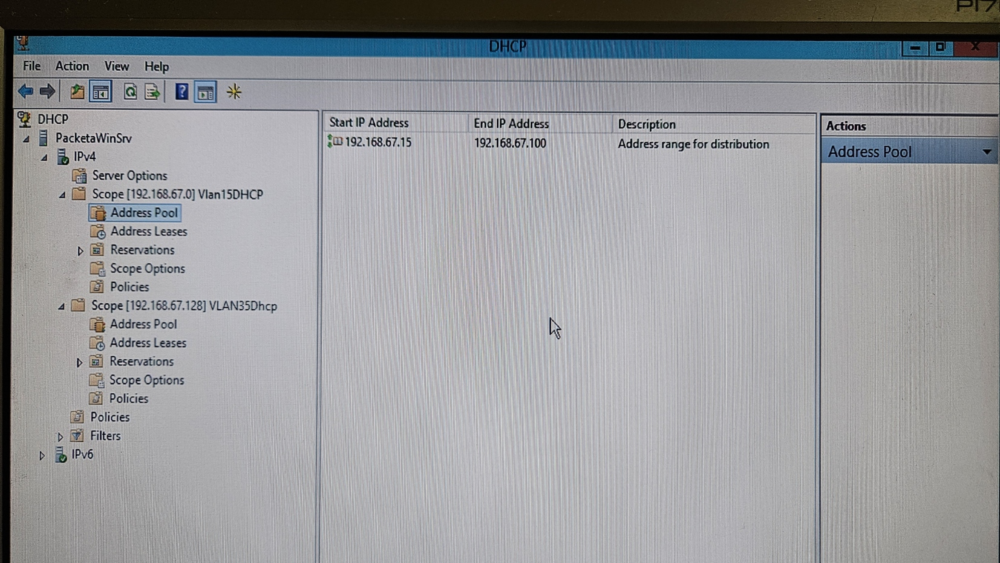 DHCP
File Action View Help
DHCP
PacketaWinSrv
IPv4
Server Options
Scope [192.168.67.0] Vlan15DHCP
Address Pool
Address Leases
Reservations
Scope Options
Policies
Scope [192.168.67.128] VLAN35Dhcp
Address Pool
Address Leases
Reservations
Scope Options
Policies
Policies
Filters
IPv6
Start IP Address End IP Address Description
192.168.67.15 192.168.67.100 Address range for distribution
Actions
Address Pool